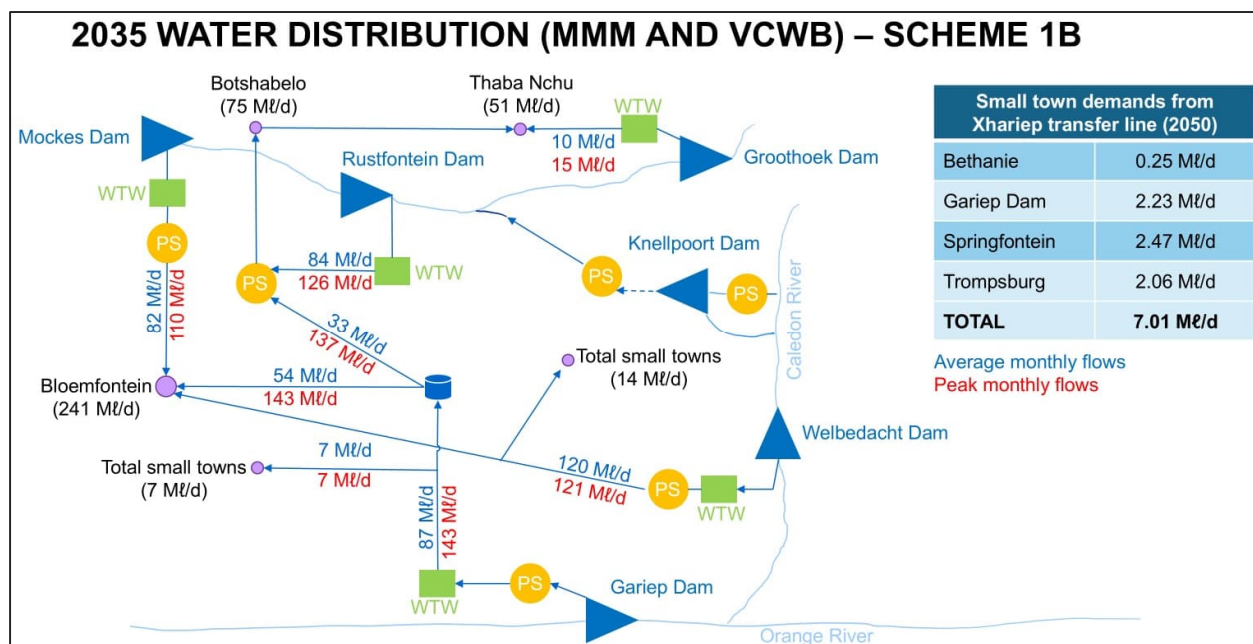 2035 WATER DISTRIBUTION (MMM AND VCWB) – SCHEME 1B
Botshabelo
(75 Mℓ/d)
Thaba Nchu
(51 Mℓ/d)
Mockes Dam
WTW
10 Mℓ/d
15 Mℓ/d
Groothoek Dam
Rustfontein Dam
WTW
PS
82 Mℓ/d
110 Mℓ/d
84 Mℓ/d
126 Mℓ/d
WTW
PS
Knellpoort Dam
PS
PS
Caledon River
33 Mℓ/d
137 Mℓ/d
Bloemfontein
(241 Mℓ/d)
54 Mℓ/d
143 Mℓ/d
Total small towns
(14 Mℓ/d)
Welbedacht Dam
Total small towns
(7 Mℓ/d)
7 Mℓ/d
7 Mℓ/d
120 Mℓ/d
121 Mℓ/d
PS
WTW
87 Mℓ/d
143 Mℓ/d
WTW
PS
Gariep Dam
Orange River
Small town demands from
Xhariep transfer line (2050)
Bethanie 0.25 Mℓ/d
Gariep Dam 2.23 Mℓ/d
Springfontein 2.47 Mℓ/d
Trompsburg 2.06 Mℓ/d
TOTAL 7.01 Mℓ/d
Average monthly flows
Peak monthly flows